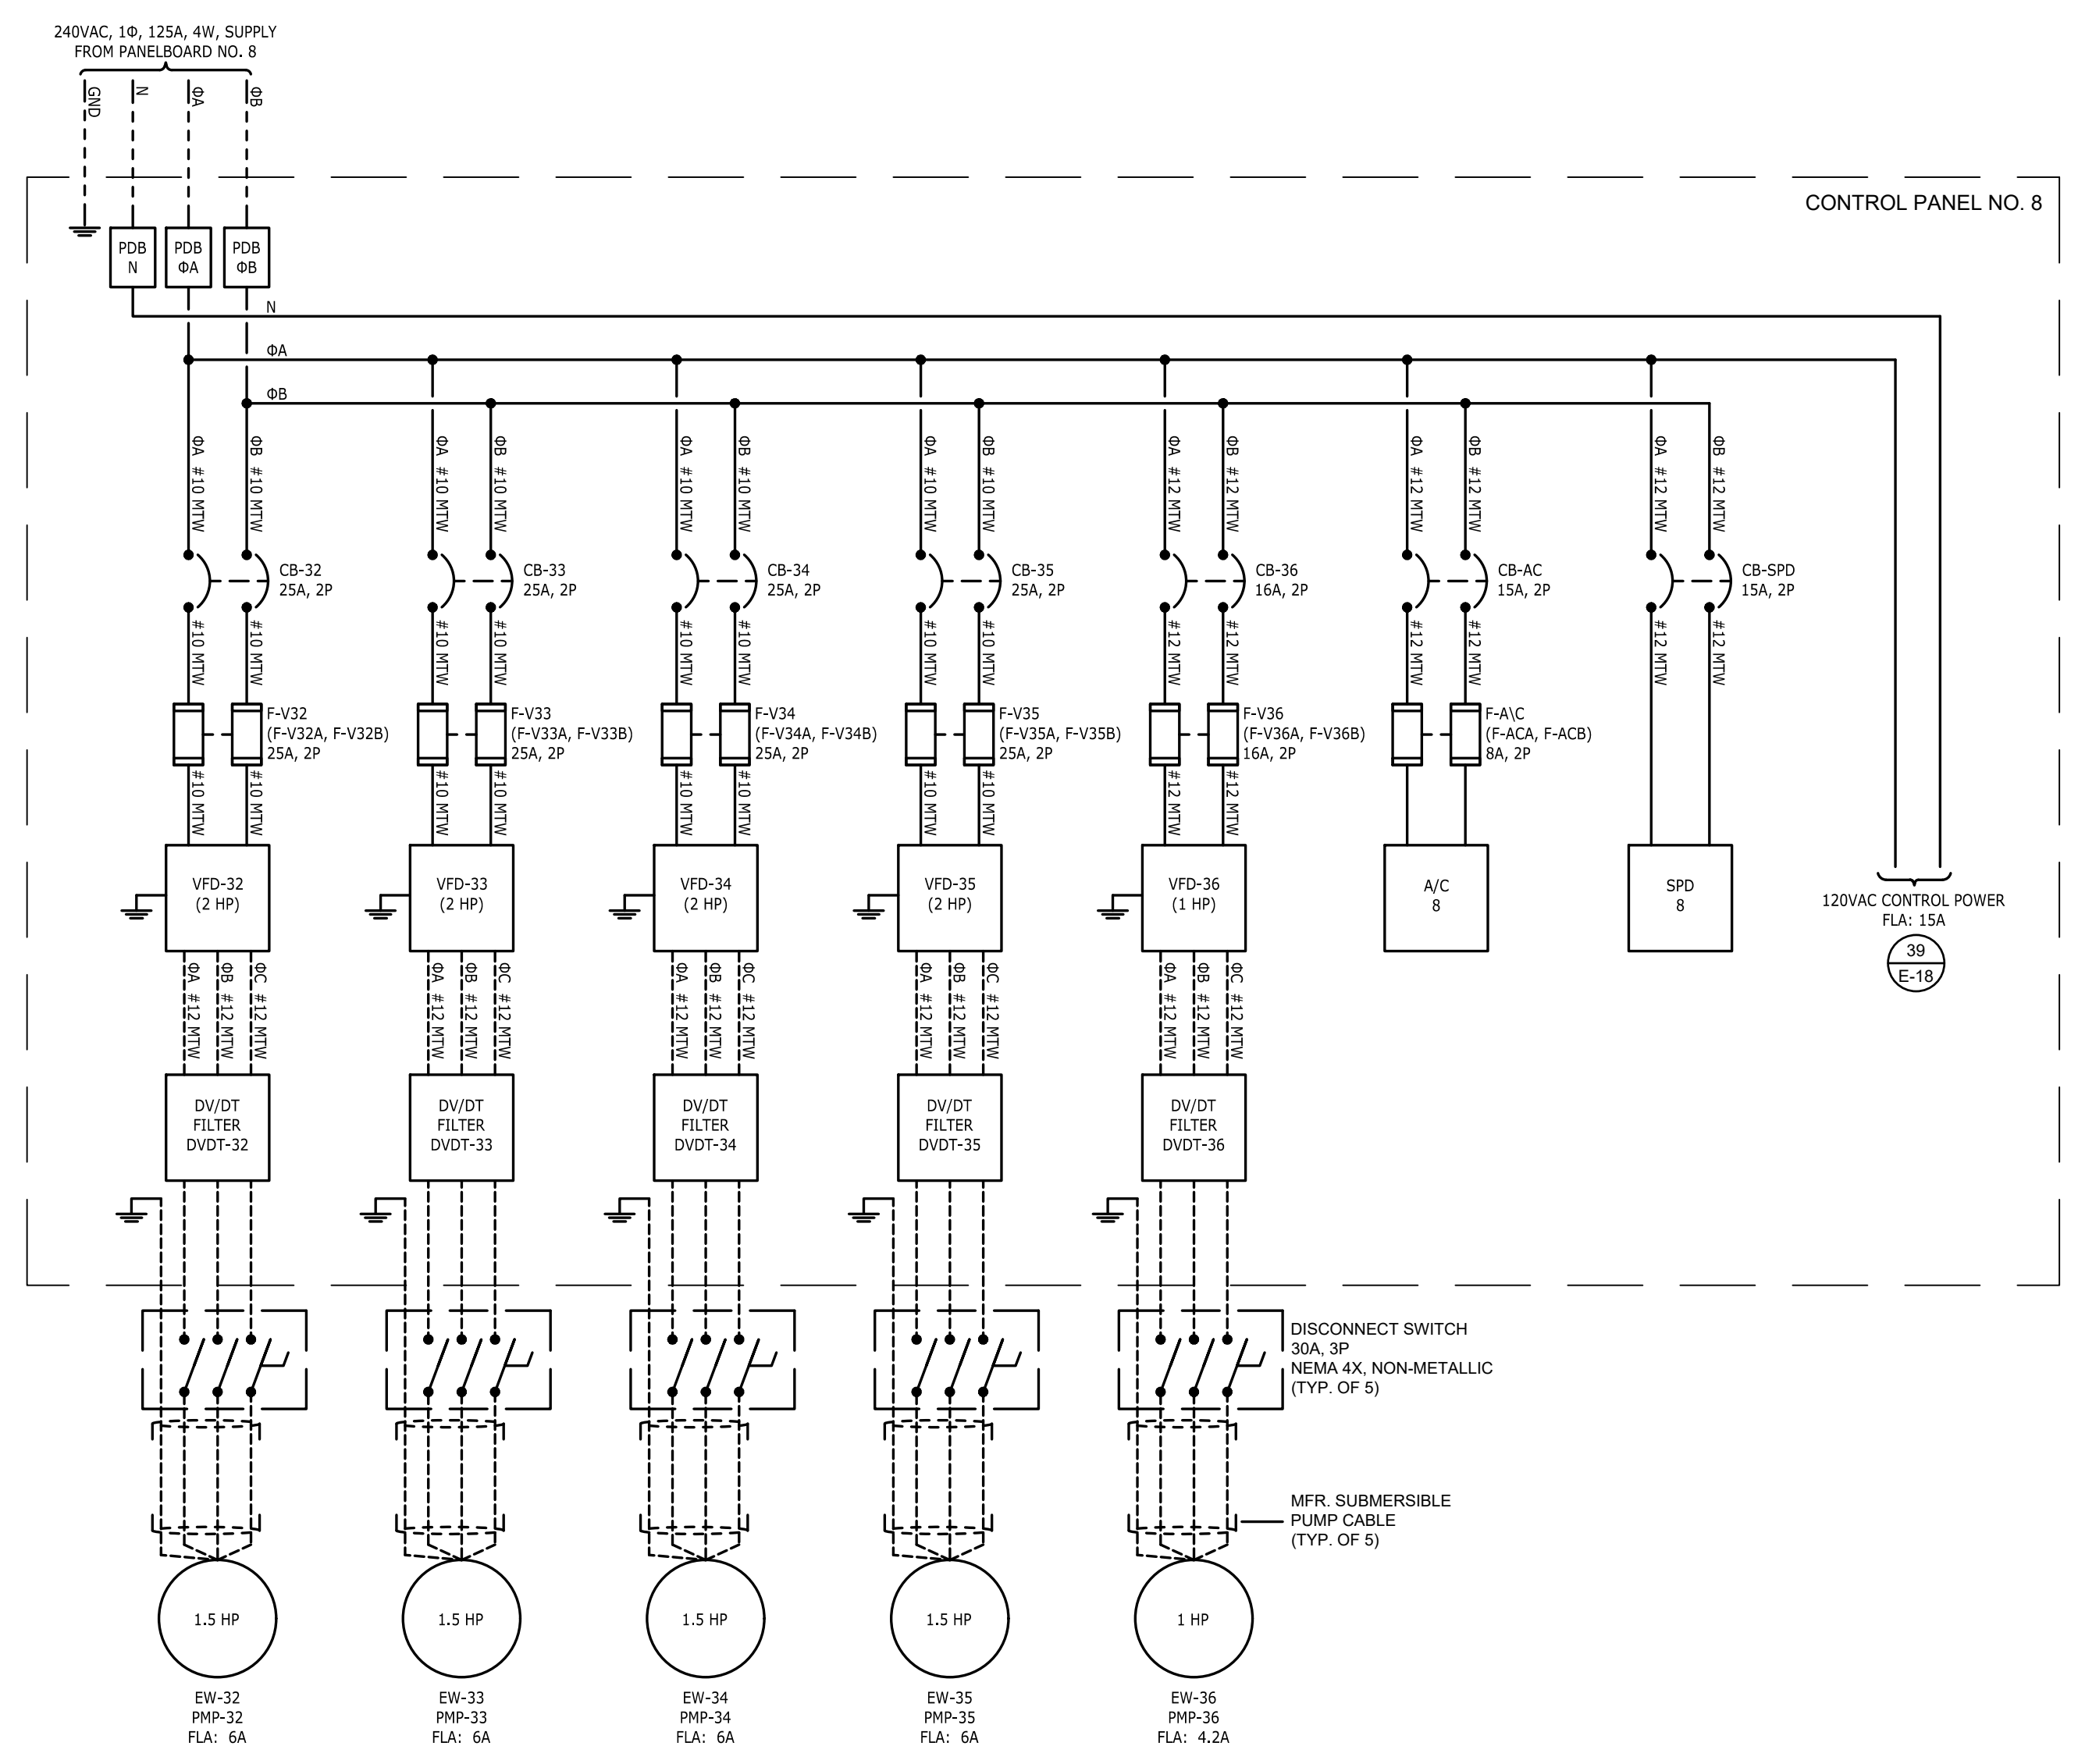 240VAC, 1Φ, 125A, 4W, SUPPLY
FROM PANELBOARD NO. 8
GND
N
ΦA
ΦB
CONTROL PANEL NO. 8
PDB
N
PDB
ΦA
PDB
ΦB
N
ΦA
ΦB
ΦA #10 MTW
ΦB #10 MTW
ΦA #10 MTW
ΦB #10 MTW
ΦA #10 MTW
ΦB #10 MTW
ΦA #10 MTW
ΦB #10 MTW
ΦA #12 MTW
ΦB #12 MTW
ΦA #12 MTW
ΦB #12 MTW
ΦA #12 MTW
ΦB #12 MTW
CB-32
25A, 2P
CB-33
25A, 2P
CB-34
25A, 2P
CB-35
25A, 2P
CB-36
16A, 2P
CB-AC
15A, 2P
CB-SPD
15A, 2P
#10 MTW
#10 MTW
#10 MTW
#10 MTW
#10 MTW
#10 MTW
#10 MTW
#10 MTW
#12 MTW
#12 MTW
#12 MTW
#12 MTW
#12 MTW
#12 MTW
F-V32
(F-V32A, F-V32B)
25A, 2P
F-V33
(F-V33A, F-V33B)
25A, 2P
F-V34
(F-V34A, F-V34B)
25A, 2P
F-V35
(F-V35A, F-V35B)
25A, 2P
F-V36
(F-V36A, F-V36B)
16A, 2P
F-A\C
(F-ACA, F-ACB)
8A, 2P
#10 MTW
#10 MTW
#10 MTW
#10 MTW
#10 MTW
#10 MTW
#10 MTW
#10 MTW
#12 MTW
#12 MTW
VFD-32
(2 HP)
VFD-33
(2 HP)
VFD-34
(2 HP)
VFD-35
(2 HP)
VFD-36
(1 HP)
A/C
8
SPD
8
120VAC CONTROL POWER
FLA: 15A
39
E-18
ΦA #12 MTW
ΦB #12 MTW
ΦC #12 MTW
ΦA #12 MTW
ΦB #12 MTW
ΦC #12 MTW
ΦA #12 MTW
ΦB #12 MTW
ΦC #12 MTW
ΦA #12 MTW
ΦB #12 MTW
ΦC #12 MTW
ΦA #12 MTW
ΦB #12 MTW
ΦC #12 MTW
DV/DT
FILTER
DVDT-32
DV/DT
FILTER
DVDT-33
DV/DT
FILTER
DVDT-34
DV/DT
FILTER
DVDT-35
DV/DT
FILTER
DVDT-36
DISCONNECT SWITCH
30A, 3P
NEMA 4X, NON-METALLIC
(TYP. OF 5)
MFR. SUBMERSIBLE
PUMP CABLE
(TYP. OF 5)
1.5 HP
1.5 HP
1.5 HP
1.5 HP
1 HP
EW-32
PMP-32
FLA: 6A
EW-33
PMP-33
FLA: 6A
EW-34
PMP-34
FLA: 6A
EW-35
PMP-35
FLA: 6A
EW-36
PMP-36
FLA: 4.2A